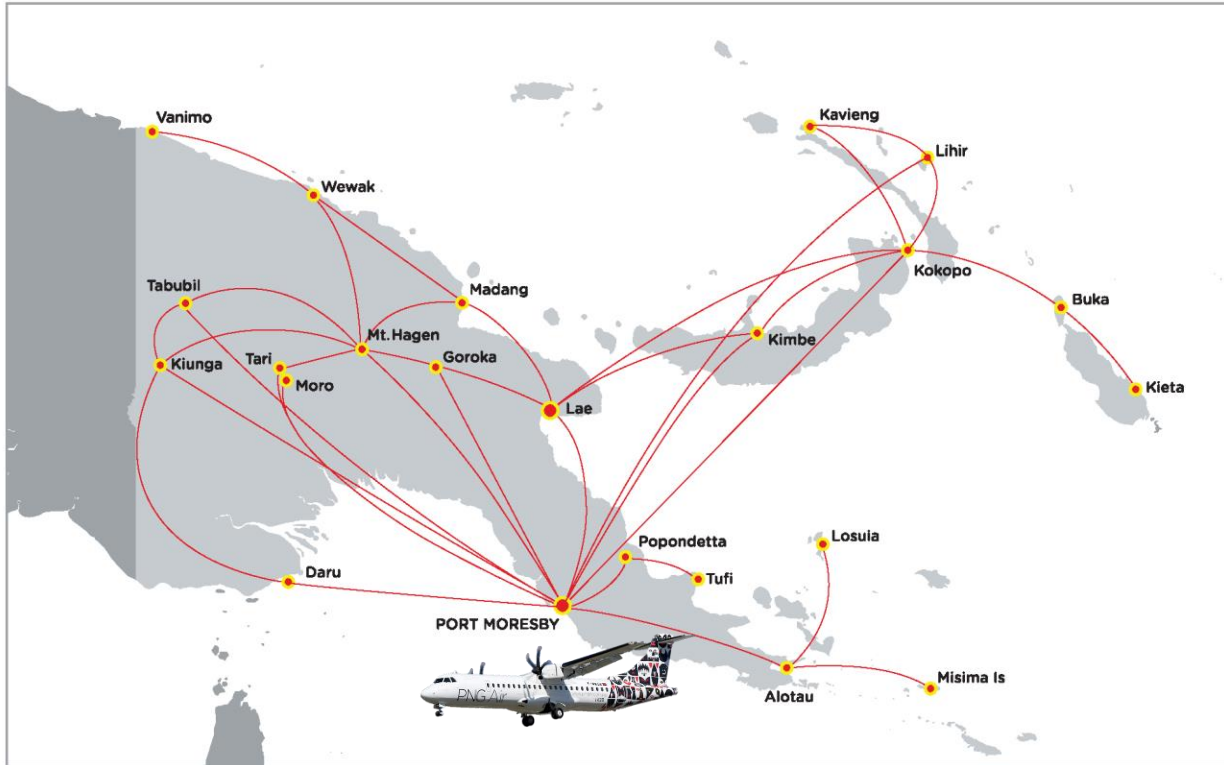 Vanimo
Kavieng
Lihir
Wewak
Kokopo
Tabubil
Madang
Buka
Mt.Hagen
Kimbe
Tari
Goroka
Kiunga
Moro
Kieta
Lae
Popondetta
Losuia
Daru
Tufi
PORT MORESBY
Misima Is
Alotau
PNG Air